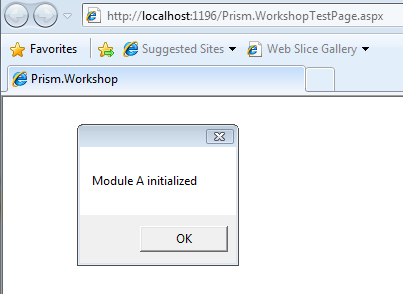 http://localhost:1196/Prism.WorkshopTestPage.aspx
Favorites Suggested Sites Web Slice Gallery
Prism.Workshop
Module A initialized
OK